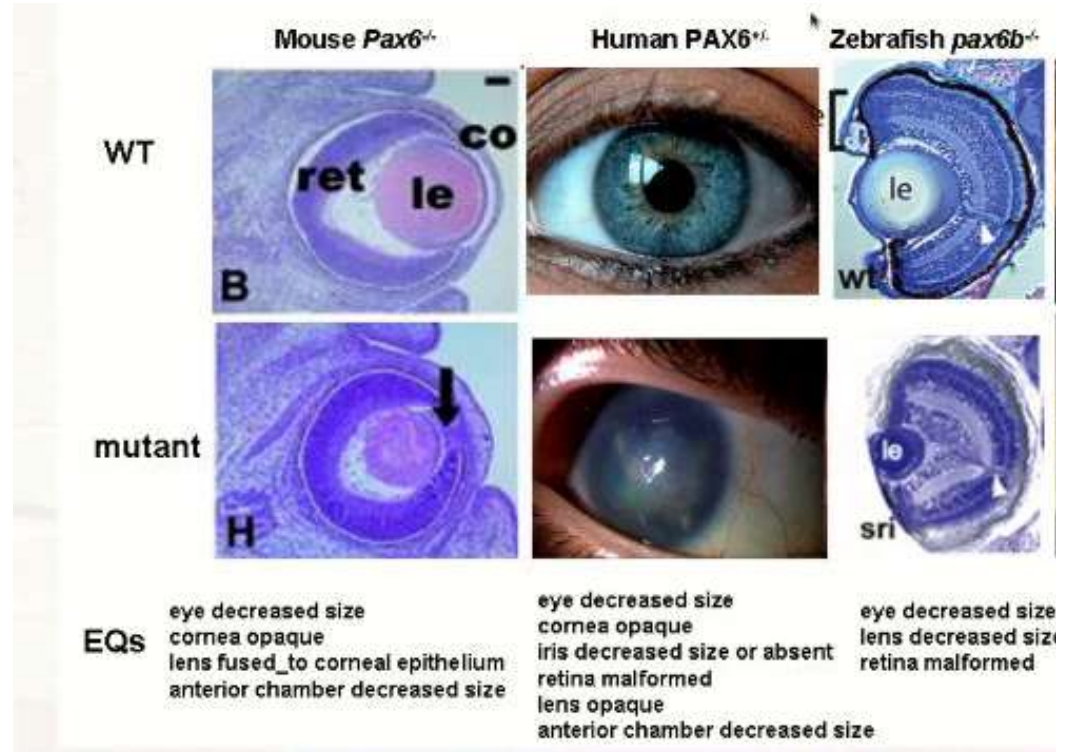 Mouse Pax6-/-
Human PAX6+/-
Zebrafish pax6b-/-
WT
ret
le
co
B
le
wt
mutant
H
le
sri
EQs
eye decreased size
cornea opaque
lens fused_to corneal epithelium
anterior chamber decreased size
eye decreased size
cornea opaque
iris decreased size or absent
retina malformed
lens opaque
anterior chamber decreased size
eye decreased size
lens decreased size
retina malformed